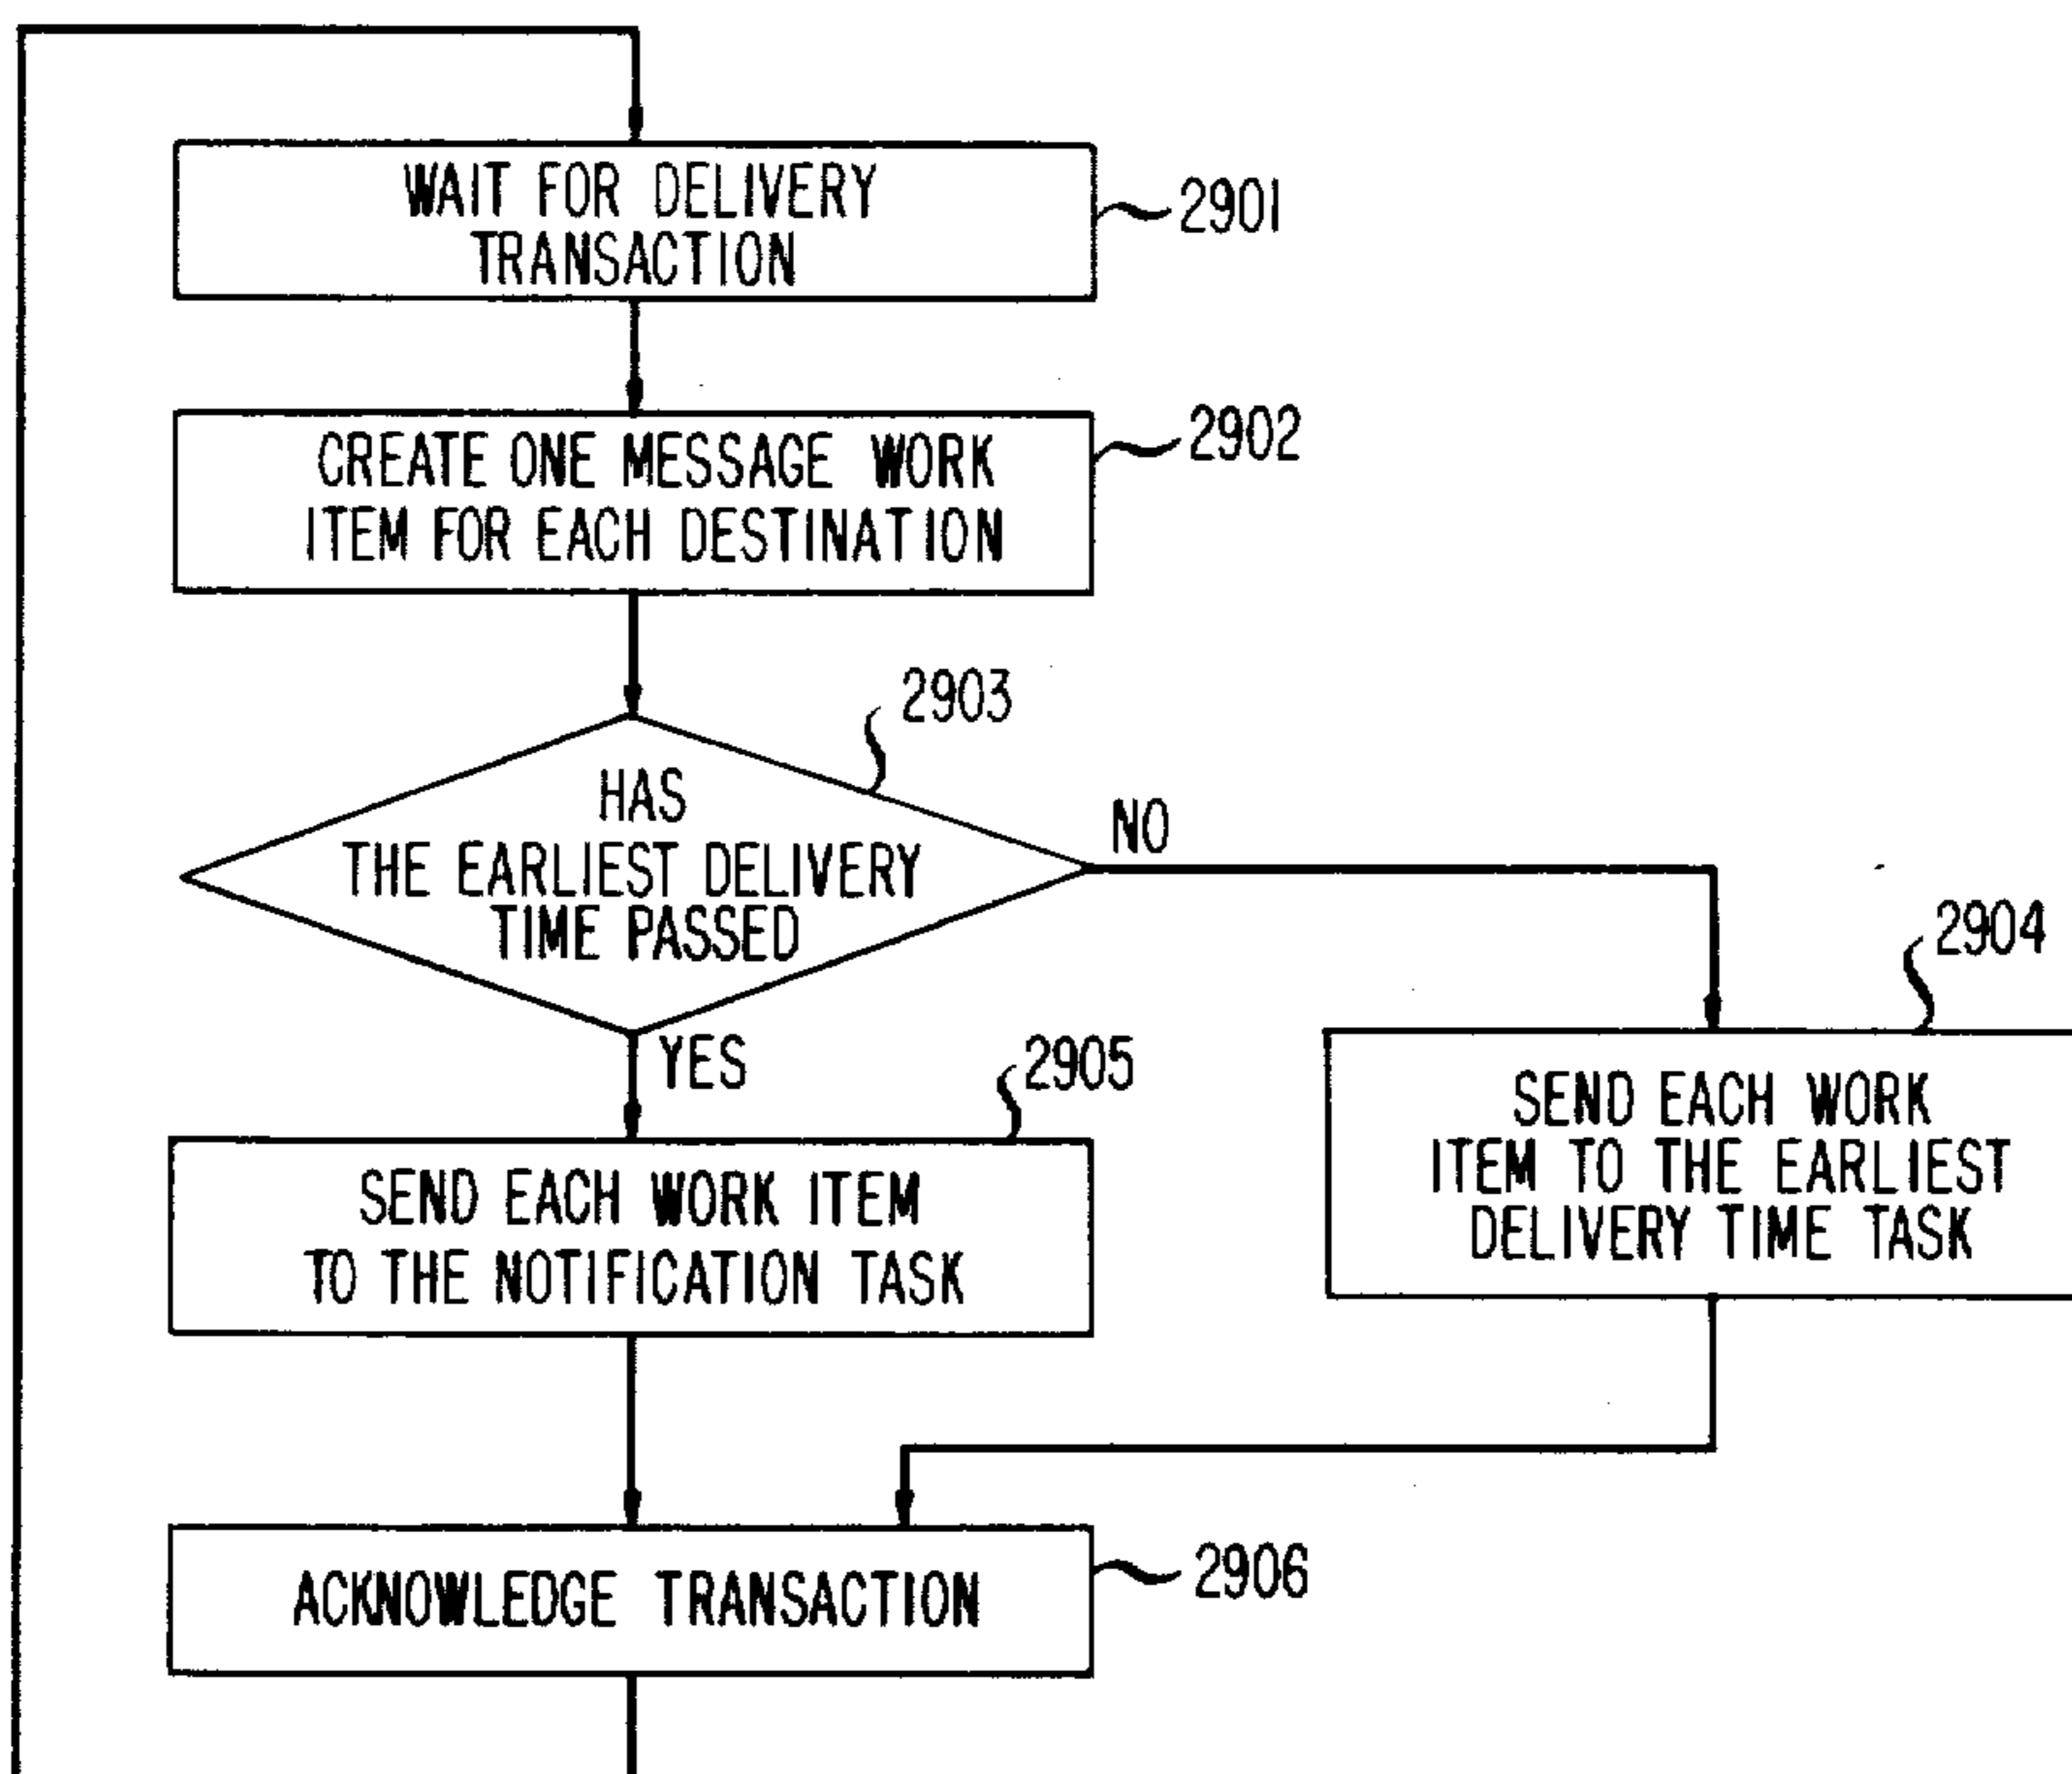 WAIT FOR DELIVERY
TRANSACTION
2901
CREATE ONE MESSAGE WORK
ITEM FOR EACH DESTINATION
2902
2903
HAS
THE EARLIEST DELIVERY
TIME PASSED
NO
2904
SEND EACH WORK
ITEM TO THE EARLIEST
DELIVERY TIME TASK
YES
2905
SEND EACH WORK ITEM
TO THE NOTIFICATION TASK
ACKNOWLEDGE TRANSACTION
2906